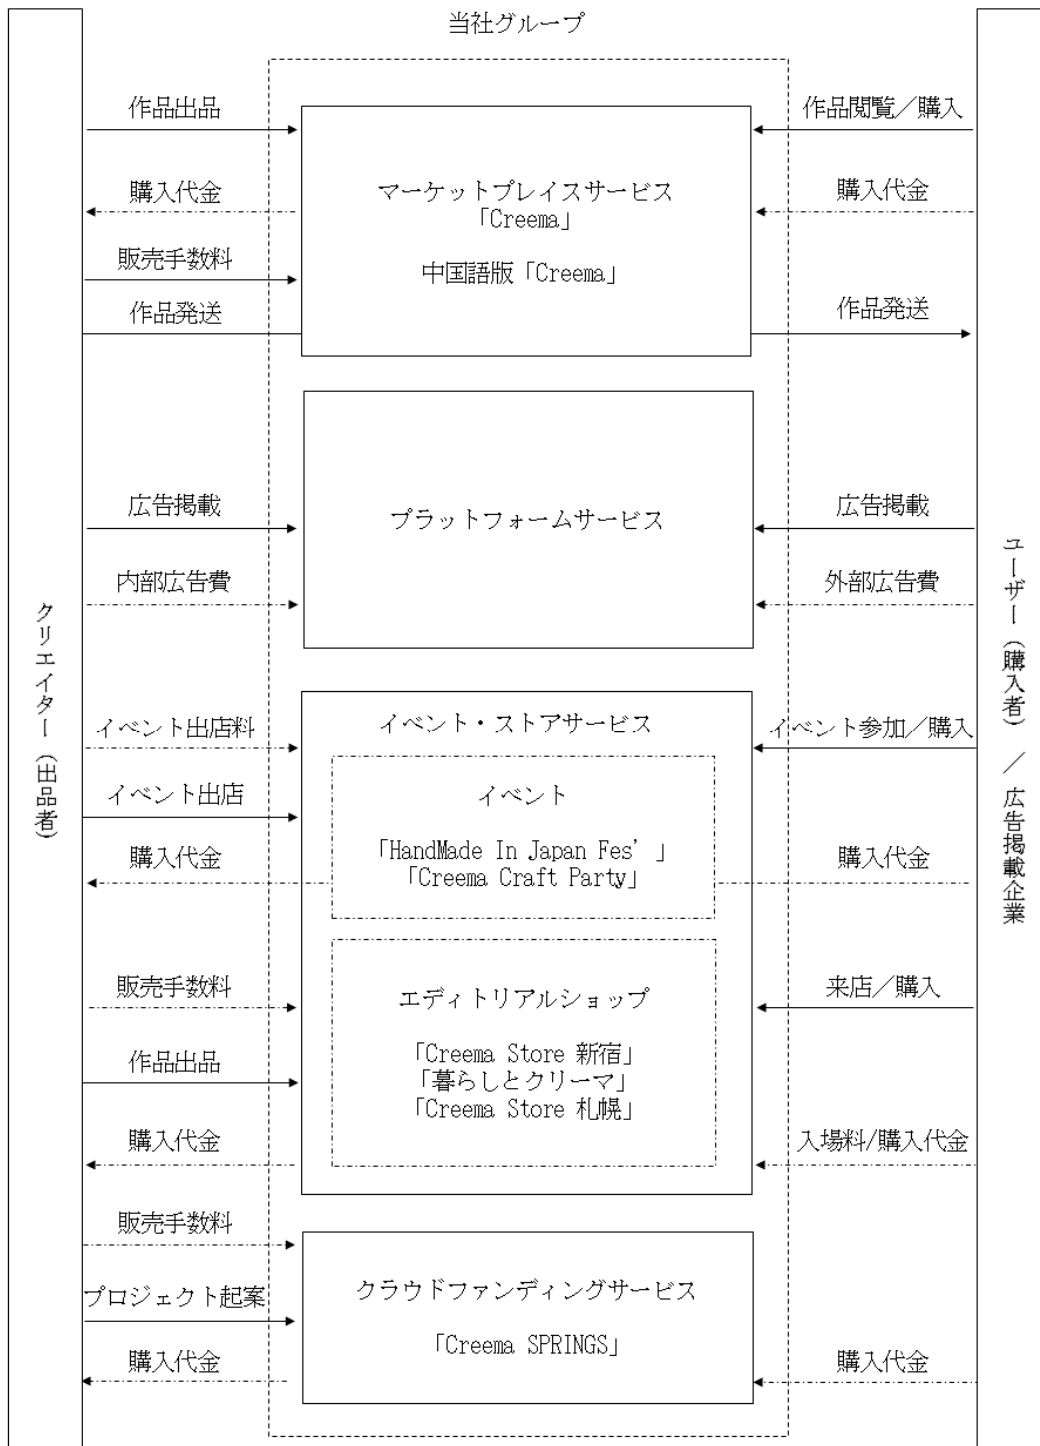 当社グループ
クリエイター（出品者）
作品出品
購入代金
販売手数料
作品発送
マーケットプレイスサービス
「Creema」
中国語版「Creema」
作品閲覧／購入
購入代金
作品発送
広告掲載
内部広告費
プラットフォームサービス
広告掲載
外部広告費
イベント出店料
イベント出店
購入代金
イベント・ストアサービス
イベント
「HandMade In Japan Fes’」
「Creema Craft Party」
イベント参加／購入
購入代金
販売手数料
作品出品
購入代金
エディトリアルショップ
「Creema Store 新宿」
「暮らしとクリーマ」
「Creema Store 札幌」
来店／購入
入場料/購入代金
販売手数料
プロジェクト起案
購入代金
クラウドファンディングサービス
「Creema SPRINGS」
購入代金
ユーザー（購入者）　／　広告掲載企業